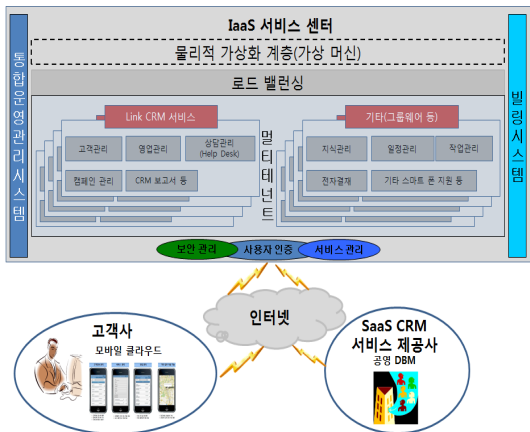 IaaS 서비스 센터
물리적 가상화 계층(가상 머신)
로드 밸런싱
통합운영관리시스템
빌링시스템
Link CRM 서비스
고객관리
영업관리
상담관리
(Help Desk)
캠페인 관리
CRM 보고서 등
멀티테넌트
기타(그룹웨어 등)
지식관리
일정관리
작업관리
전자결재
기타 스마트 폰 지원 등
보안 관리
사용자 인증
서비스 관리
인터넷
고객사
모바일 클라우드
SaaS CRM
서비스 제공사
공영 DBM